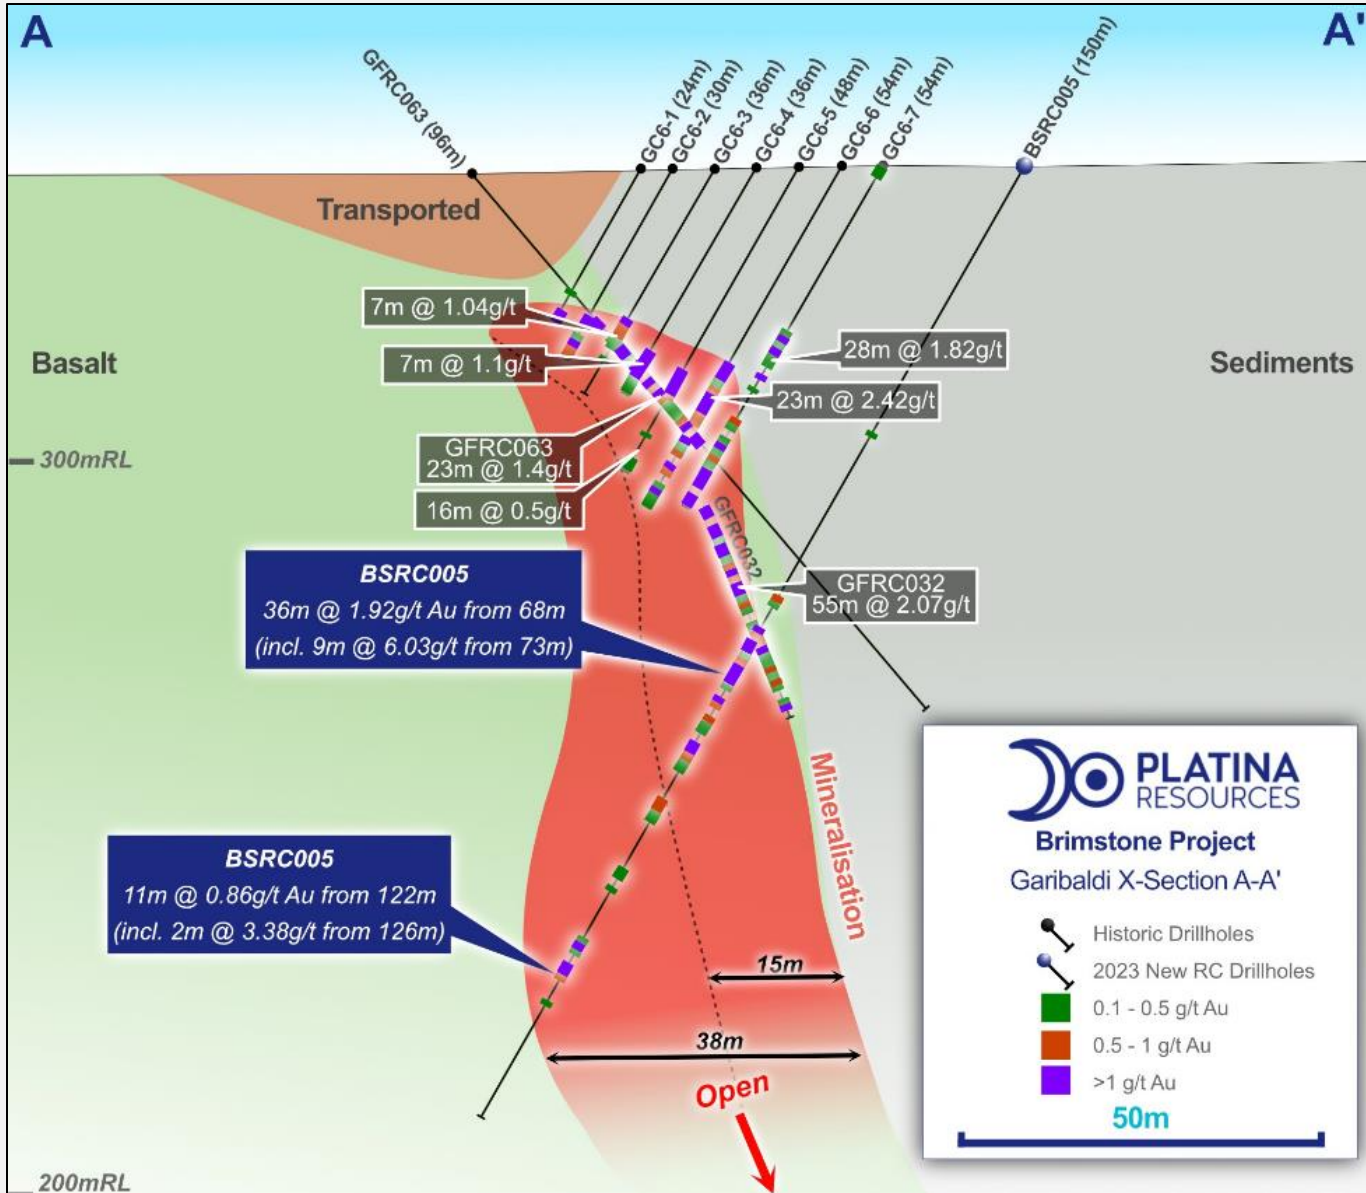 A
A'
GFRC063 (96m)
GC6-1 (24m)
GC6-2 (30m)
GC6-3 (36m)
GC6-4 (36m)
GC6-5 (48m)
GC6-6 (54m)
GC6-7 (54m)
BSRC005 (150m)
Transported
7m @ 1.04g/t
Basalt
7m @ 1.1g/t
28m @ 1.82g/t
Sediments
23m @ 2.42g/t
300mRL
GFRC063
23m @ 1.4g/t
16m @ 0.5g/t
GFRC032
BSRC005
36m @ 1.92g/t Au from 68m
(incl. 9m @ 6.03g/t from 73m)
GFRC032
55m @ 2.07g/t
Mineralisation
BSRC005
11m @ 0.86g/t Au from 122m
(incl. 2m @ 3.38g/t from 126m)
15m
38m
Open
200mRL
PLATINA
RESOURCES
Brimstone Project
Garibaldi X-Section A-A'
Historic Drillholes
2023 New RC Drillholes
0.1 - 0.5 g/t Au
0.5 - 1 g/t Au
>1 g/t Au
50m